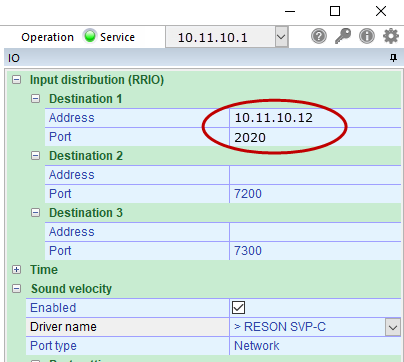 Operation Service 10.11.10.1
IO
Input distribution (RRIO)
Destination 1
Address 10.11.10.12
Port 2020
Destination 2
Address
Port 7200
Destination 3
Address
Port 7300
Time
Sound velocity
Enabled
Driver name > RESON SVP-C
Port type Network